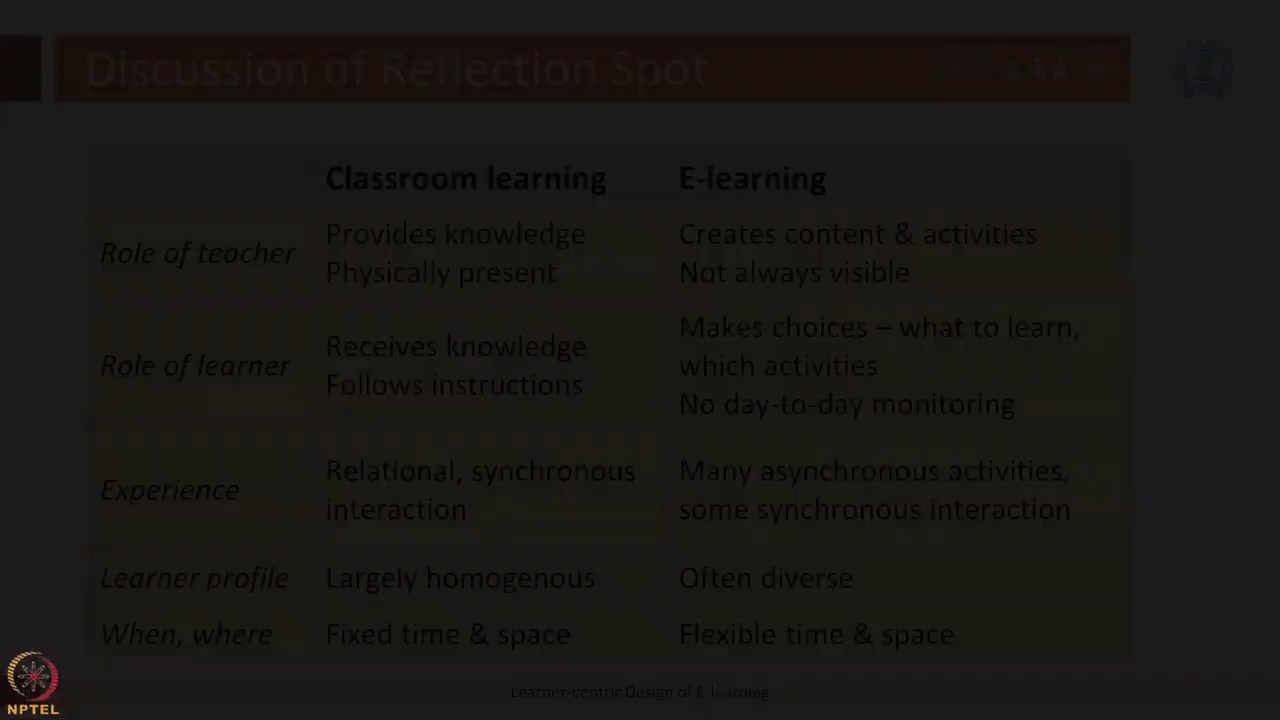 Discussion of Reflection Spot
Classroom learning E-learning
Role of teacher
Provides knowledge
Physically present
Creates content & activities
Not always visible
Role of learner
Receives knowledge
Follows instructions
Makes choices – what to learn,
which activities
No day-to-day monitoring
Experience
Relational, synchronous
interaction
Many asynchronous activities,
some synchronous interaction
Learner profile Largely homogenous Often diverse
When, where Fixed time & space Flexible time & space
Learner-centric Design of E-learning
NPTEL